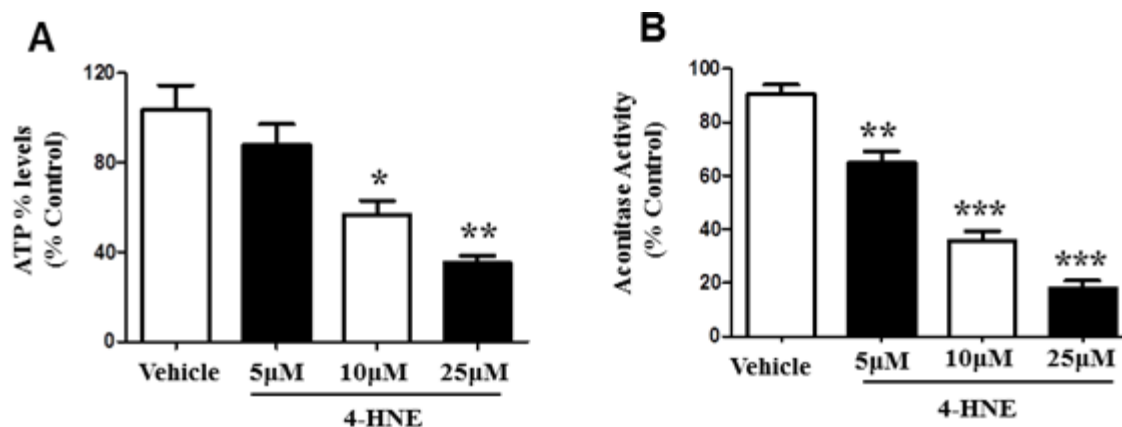 A
ATP % levels
(% Control)
120
80
40
0
*
**
Vehicle 5µM 10µM 25µM
4-HNE
B
Aconitase Activity
(% Control)
100
80
60
40
20
0
**
***
***
Vehicle 5µM 10µM 25µM
4-HNE